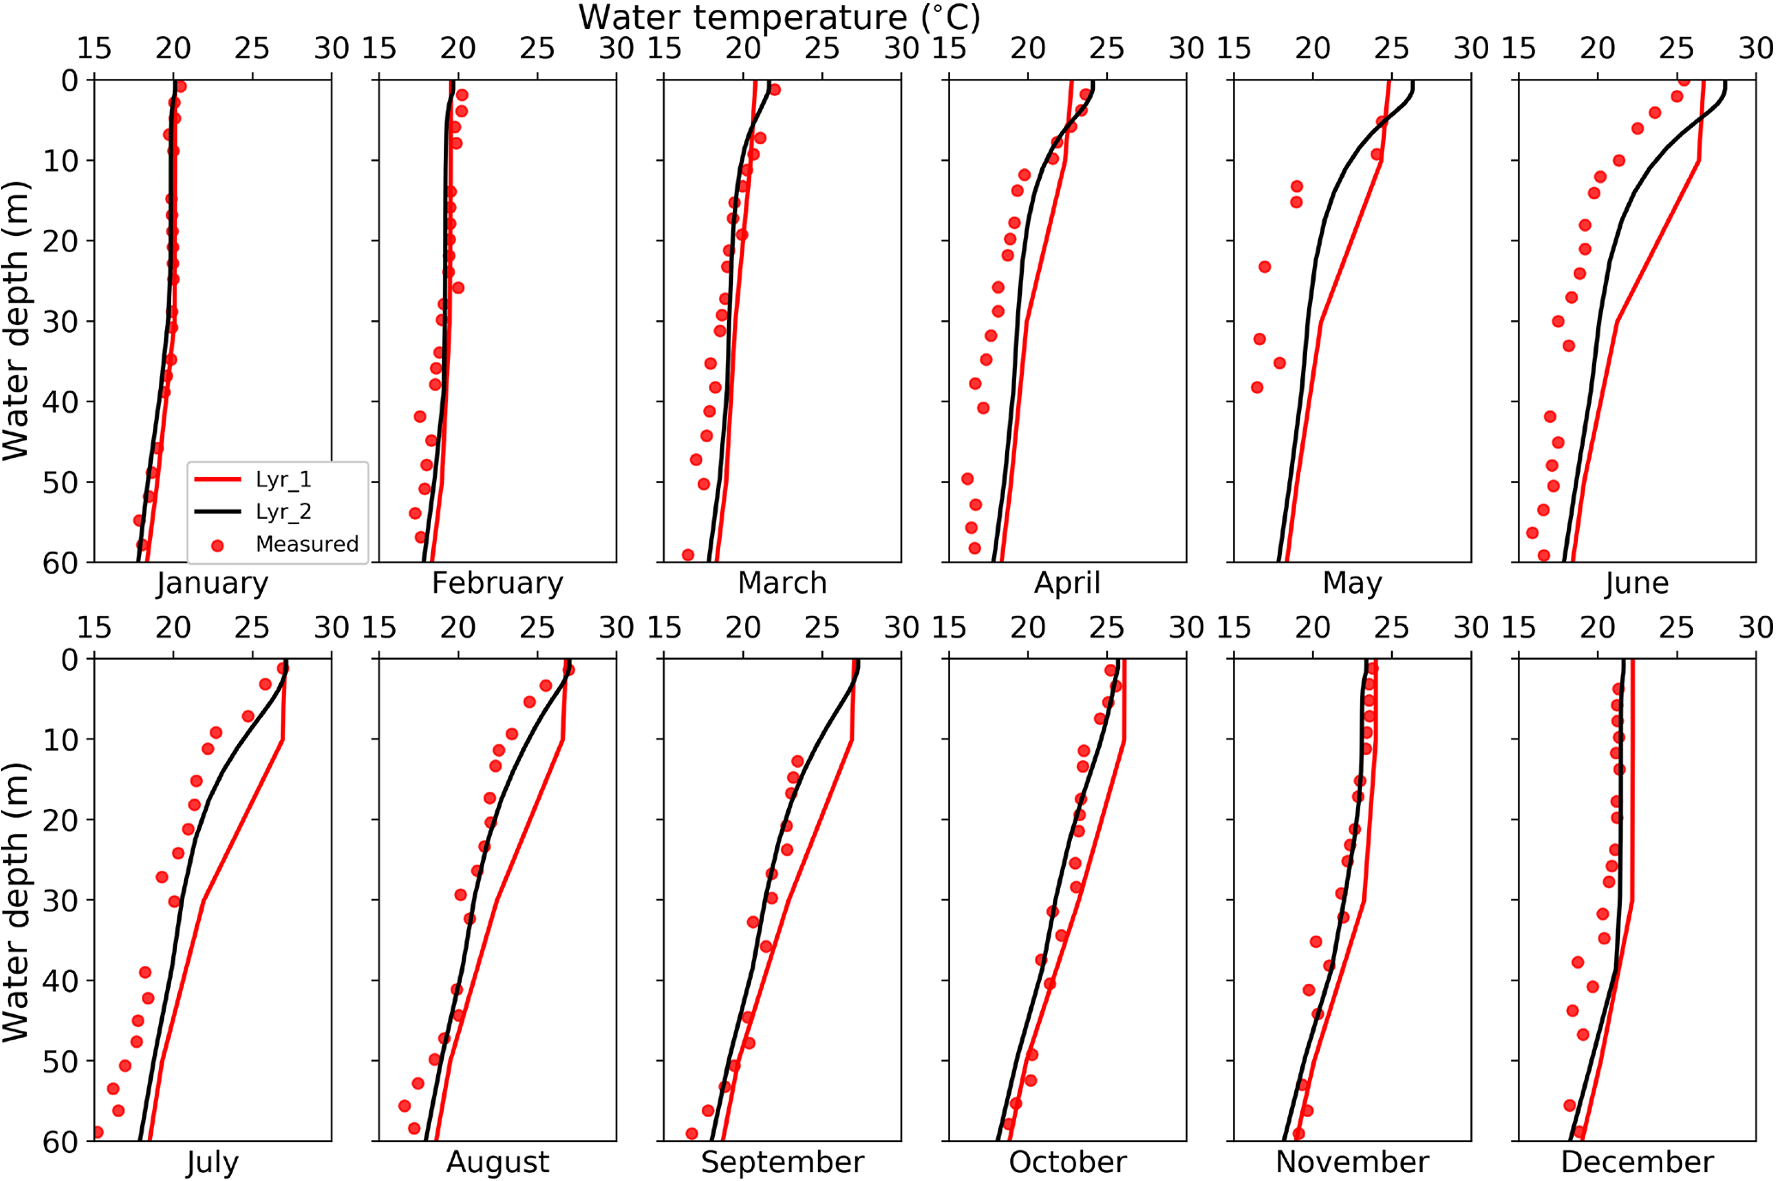 Water temperature (°C)
15 20 25 30 15 20 25 30 15 20 25 30 15 20 25 30 15 20 25 30 15 20 25 30
0
10
20
30
40
50
60
Water depth (m)
Lyr_1
Lyr_2
Measured
January February March April May June
15 20 25 30 15 20 25 30 15 20 25 30 15 20 25 30 15 20 25 30 15 20 25 30
0
10
20
30
40
50
60
Water depth (m)
July August September October November December